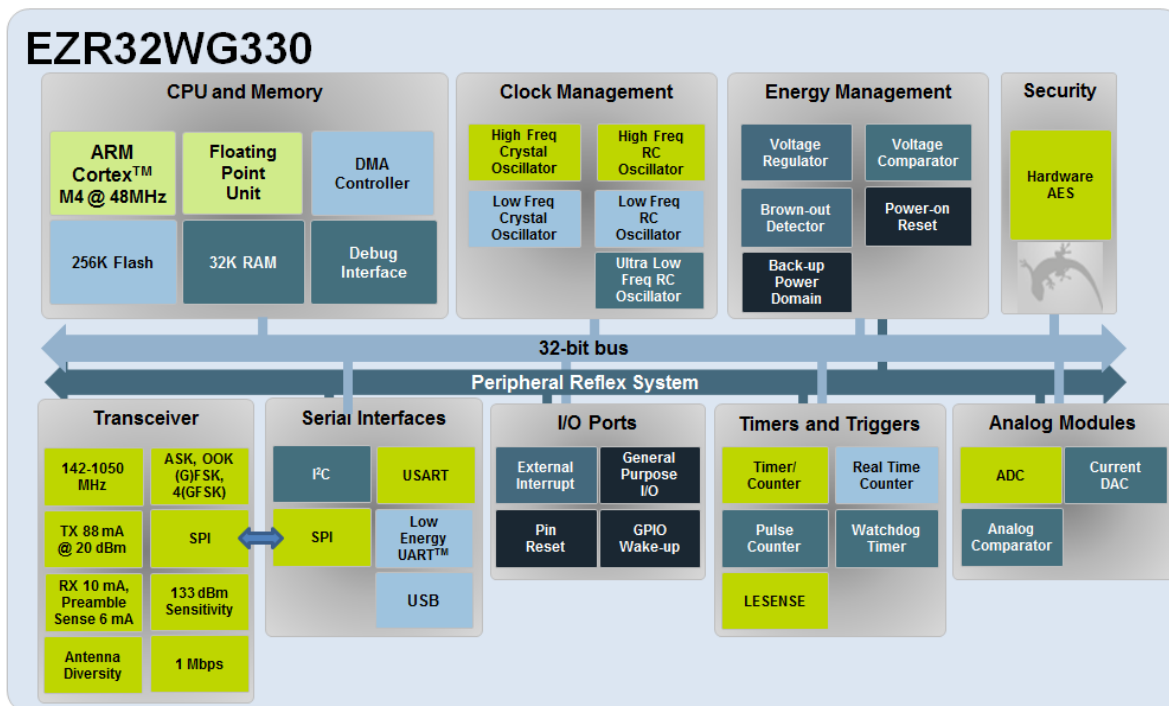 EZR32WG330
CPU and Memory
ARM
Cortex™
M4 @ 48MHz
Floating
Point
Unit
DMA
Controller
256K Flash
32K RAM
Debug
Interface
Clock Management
High Freq
Crystal
Oscillator
High Freq
RC
Oscillator
Low Freq
Crystal
Oscillator
Low Freq
RC
Oscillator
Ultra Low
Freq RC
Oscillator
Energy Management
Voltage
Regulator
Voltage
Comparator
Brown-out
Detector
Power-on
Reset
Back-up
Power
Domain
Security
Hardware
AES
32-bit bus
Peripheral Reflex System
Transceiver
142-1050
MHz
ASK, OOK
(G)FSK,
4(GFSK)
TX 88 mA
@ 20 dBm
SPI
RX 10 mA,
Preamble
Sense 6 mA
133 dBm
Sensitivity
Antenna
Diversity
1 Mbps
Serial Interfaces
I²C
USART
SPI
Low
Energy
UART™
USB
I/O Ports
External
Interrupt
General
Purpose
I/O
Pin
Reset
GPIO
Wake-up
Timers and Triggers
Timer/
Counter
Real Time
Counter
Pulse
Counter
Watchdog
Timer
LESENSE
Analog Modules
ADC
Current
DAC
Analog
Comparator